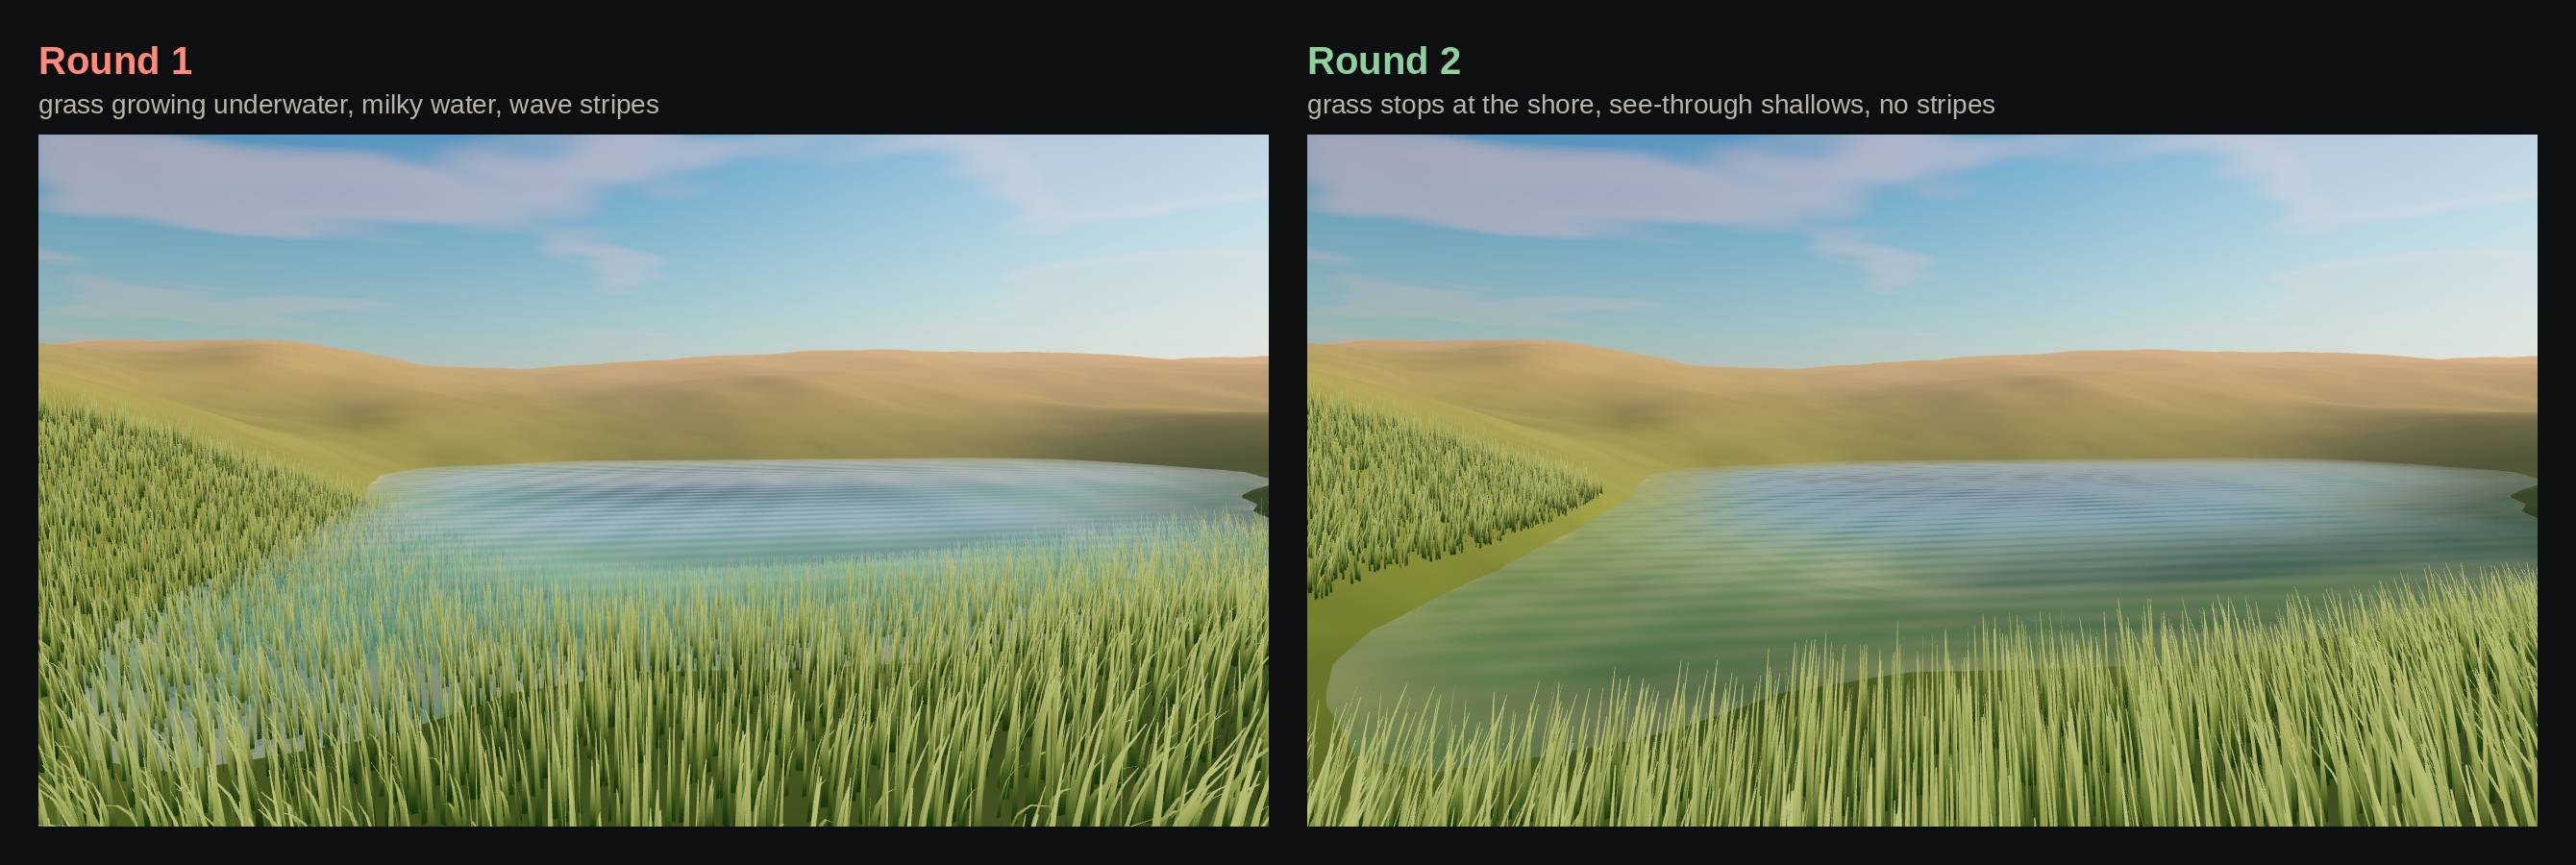 Round 1
grass growing underwater, milky water, wave stripes
Round 2
grass stops at the shore, see-through shallows, no stripes